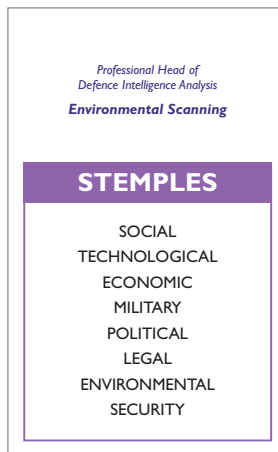 Professional Head of
Defence Intelligence Analysis
Environmental Scanning
STEMPLES
SOCIAL
TECHNOLOGICAL
ECONOMIC
MILITARY
POLITICAL
LEGAL
ENVIRONMENTAL
SECURITY